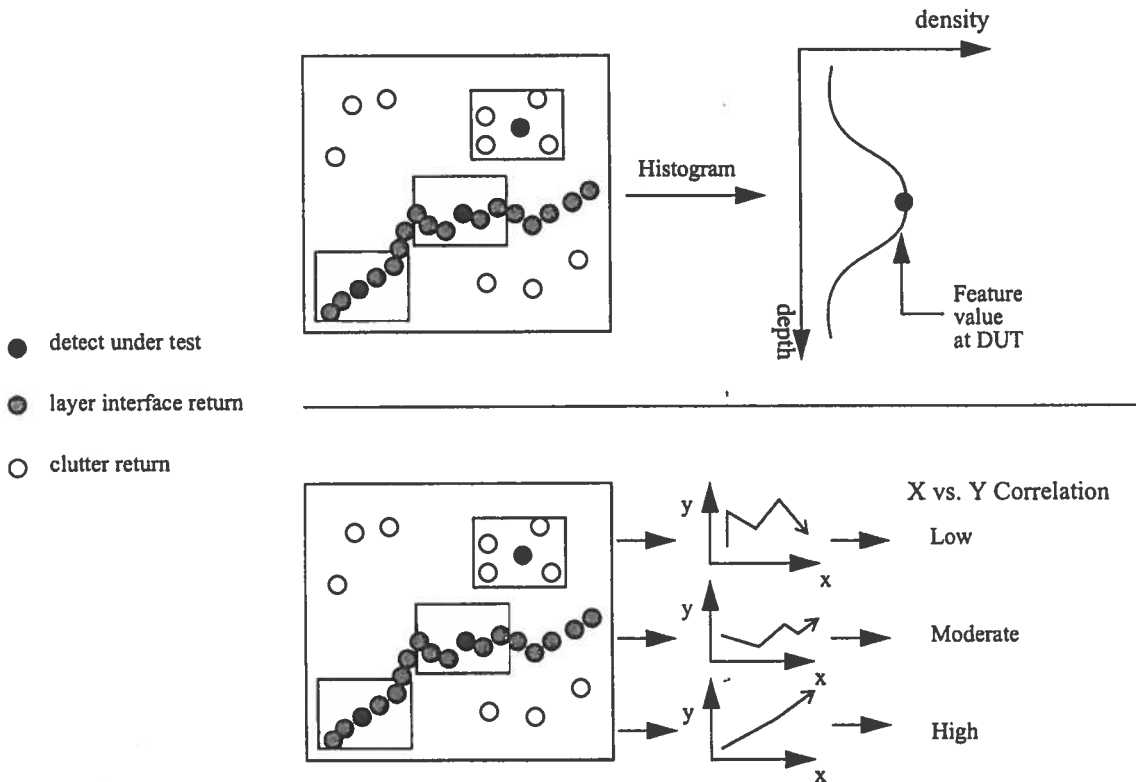 density
Histogram
depth
Feature
value
at DUT
detect under test
layer interface return
clutter return
X vs. Y Correlation
y
x
Low
y
x
Moderate
y
x
High